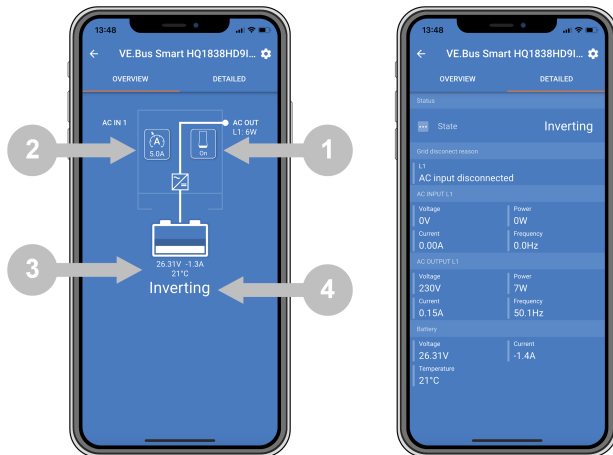 13:48
VE.Bus Smart HQ1838HD9I...
OVERVIEW DETAILED
AC IN 1
AC OUT
L1: 6W
5.0A
On
26.31V -1.3A
21°C
Inverting
1
2
3
4
13:48
VE.Bus Smart HQ1838HD9I...
OVERVIEW DETAILED
Status
State Inverting
Grid disconect reason
L1
AC input disconnected
AC INPUT L1
Voltage Power
0V 0W
Current Frequency
0.00A 0.0Hz
AC OUTPUT L1
Voltage Power
230V 7W
Current Frequency
0.15A 50.1Hz
Battery
Voltage Current
26.31V -1.4A
Temperature
21°C